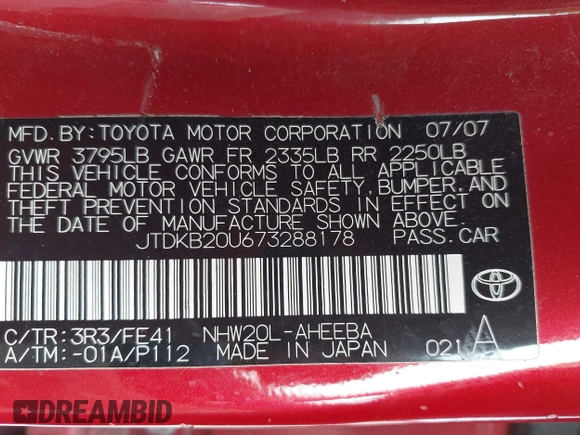 MFD.BY:TOYOTA MOTOR CORPORATION 07/07
GVWR 3795LB GAWR FR 2335LB RR 2250LB
THIS VEHICLE CONFORMS TO ALL APPLICABLE
FEDERAL MOTOR VEHICLE SAFETY, BUMPER, AND
THEFT PREVENTION STANDARDS IN EFFECT ON
THE DATE OF MANUFACTURE SHOWN ABOVE.
JTDKB20U673288178 PASS.CAR
C/TR:3R3/FE41 NHW20L-AHEEBA
A/TM:-01A/P112 MADE IN JAPAN 021 A
DREAMBID